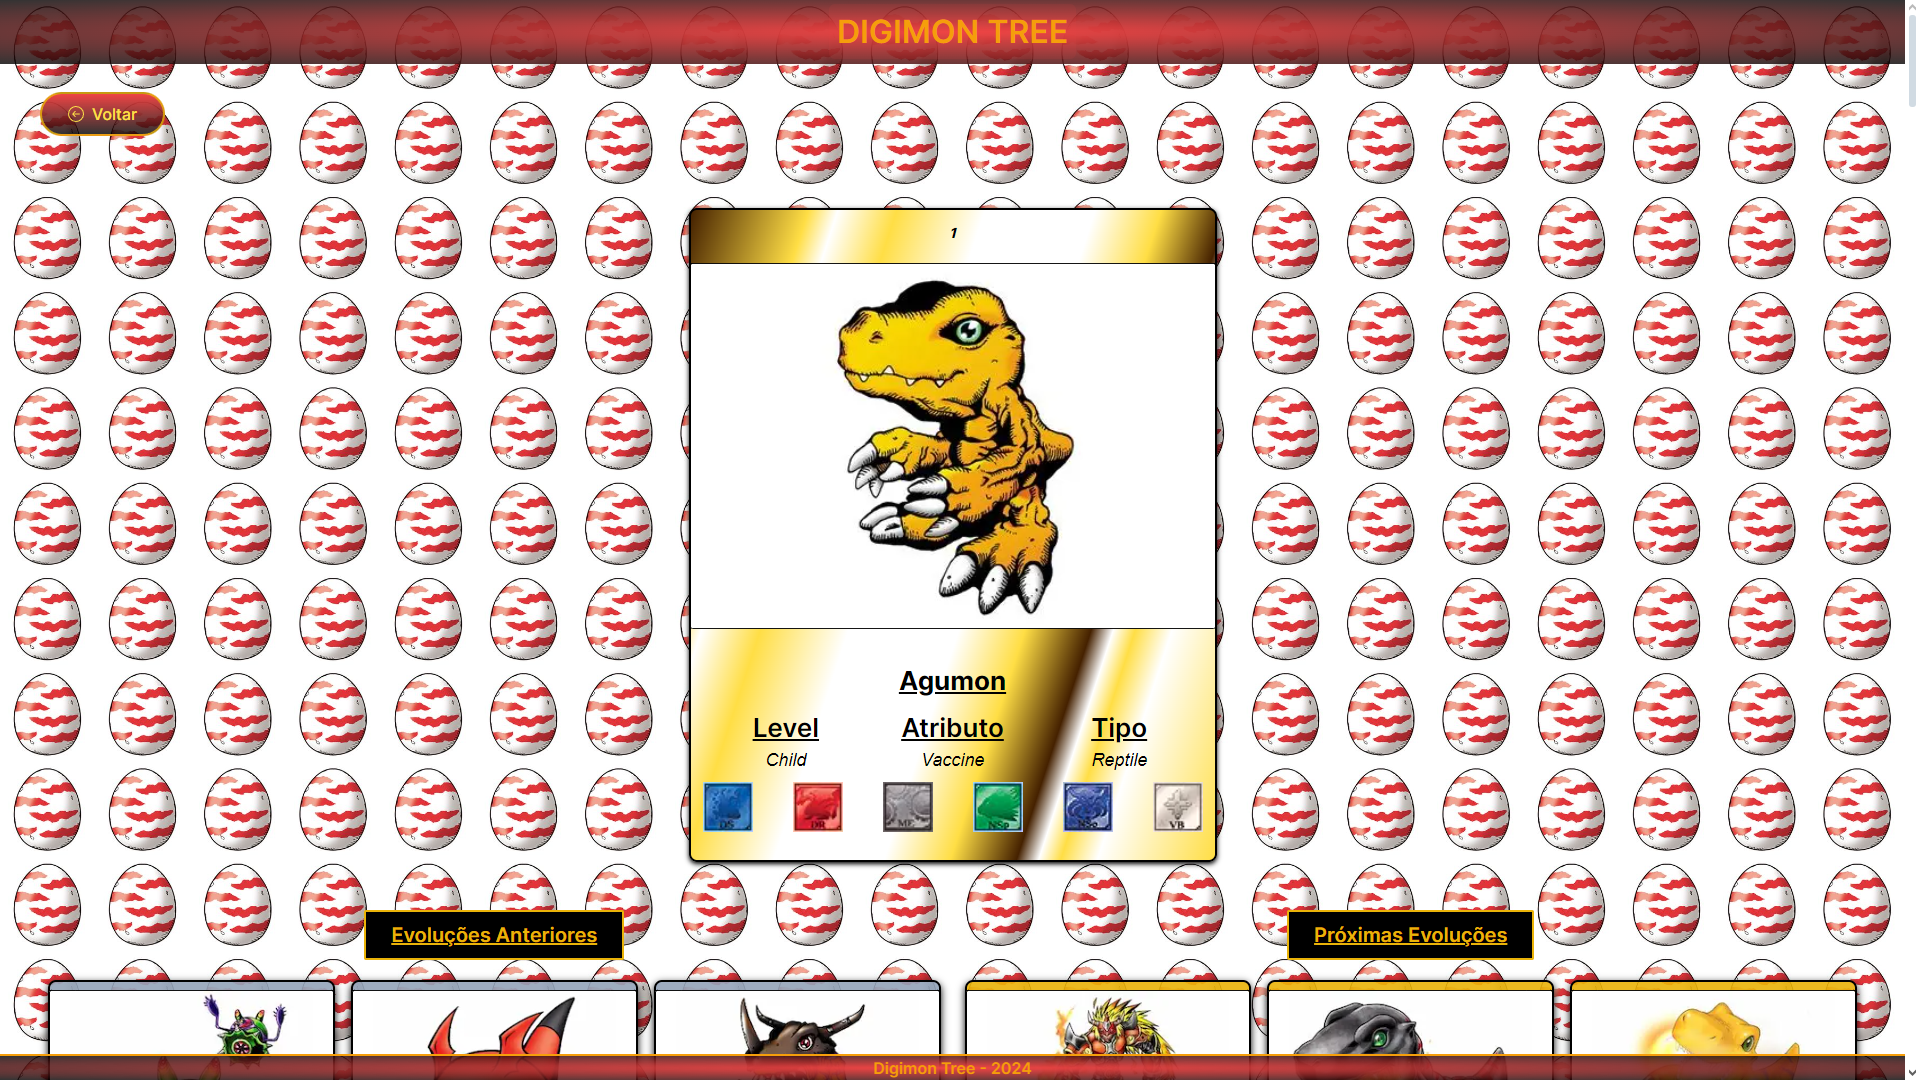 DIGIMON TREE
Voltar
1
Agumon
Level
Atributo
Tipo
Child
Vaccine
Reptile
DS
DR
ME
NSp
NSo
VB
Evoluções Anteriores
Próximas Evoluções
Digimon Tree - 2024